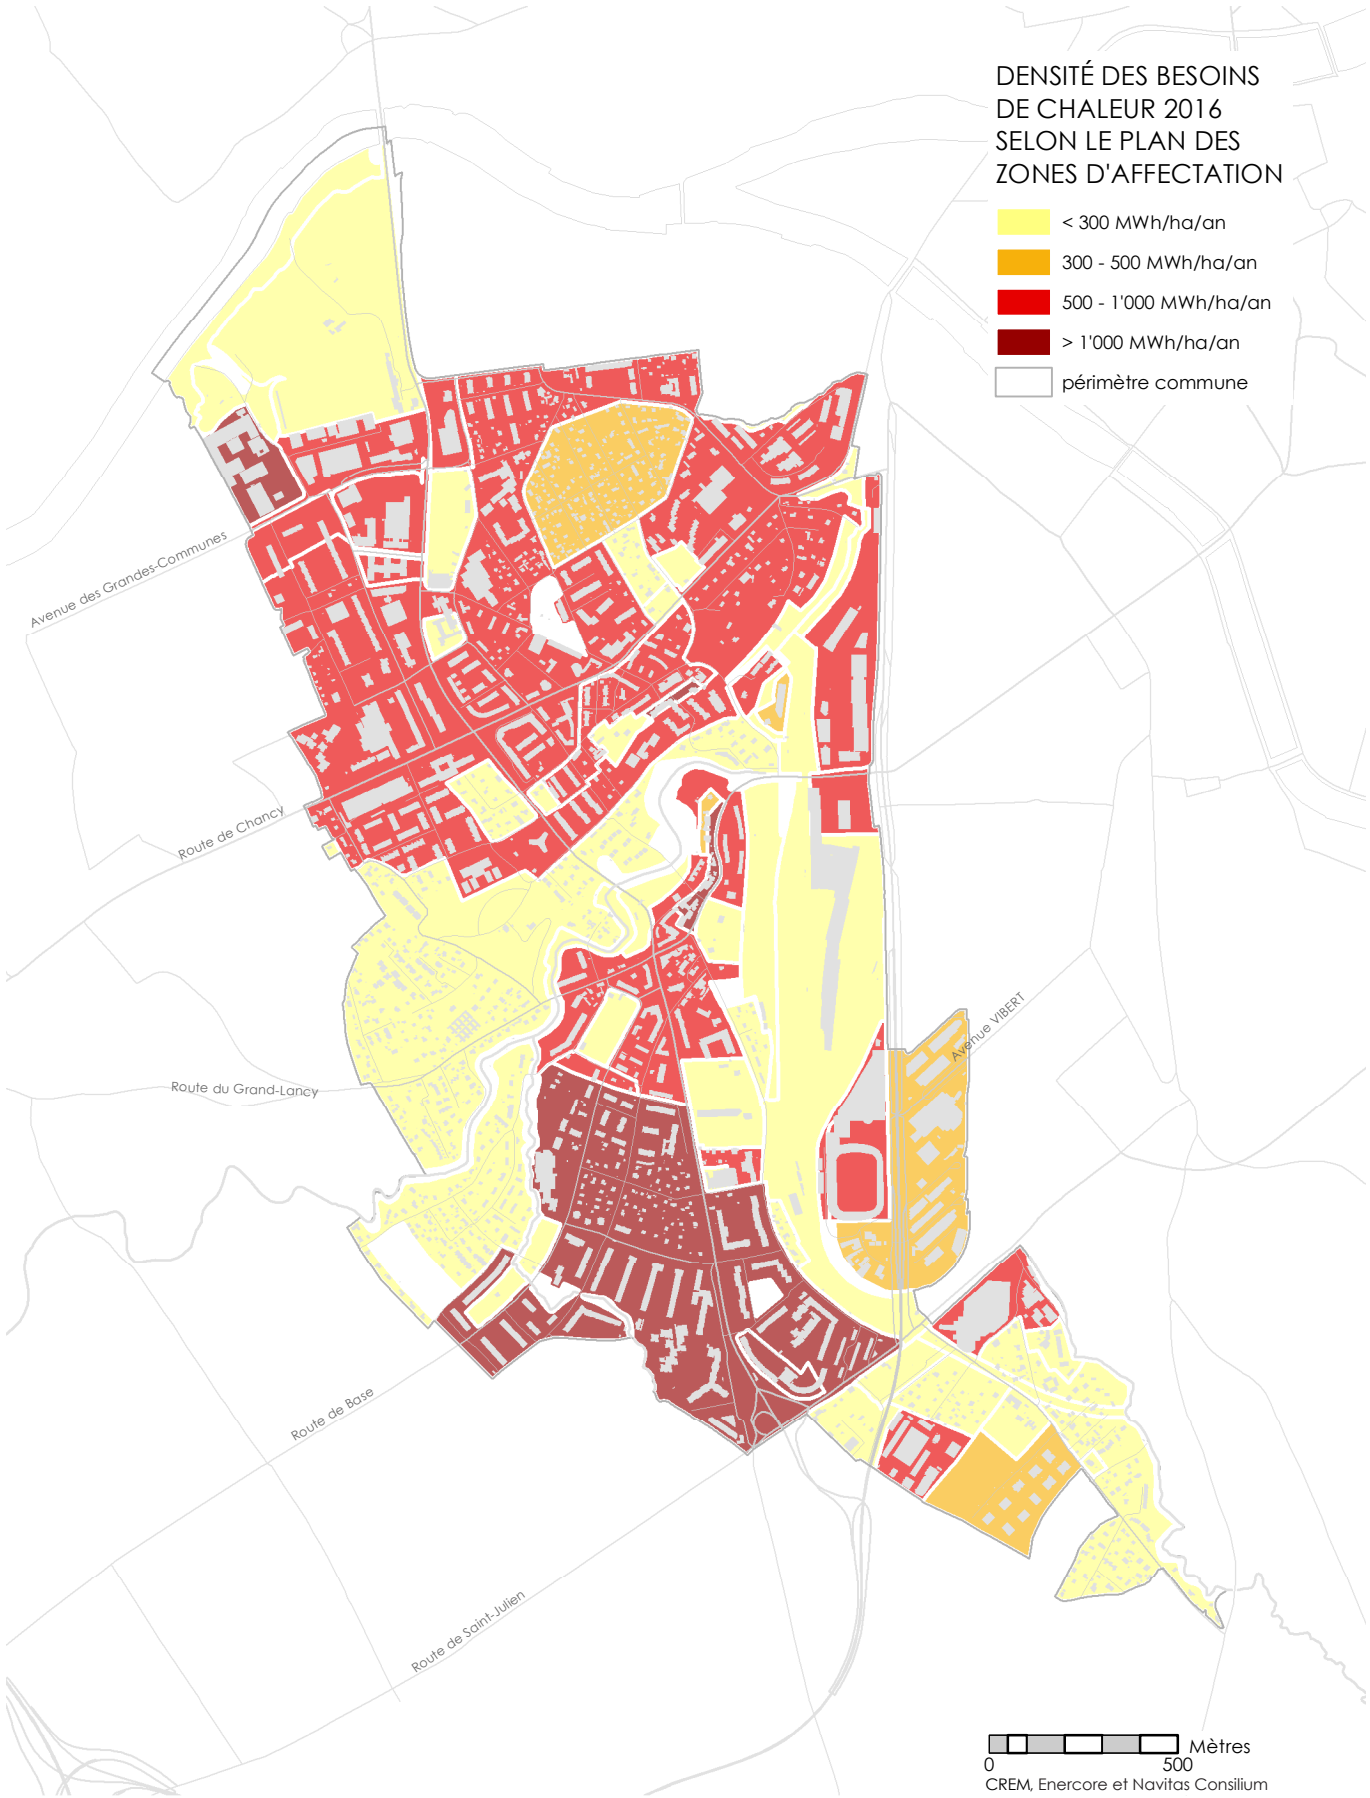 DENSITÉ DES BESOINS
DE CHALEUR 2016
SELON LE PLAN DES
ZONES D'AFFECTATION
< 300 MWh/ha/an
300 - 500 MWh/ha/an
500 - 1'000 MWh/ha/an
> 1'000 MWh/ha/an
périmètre commune
Avenue des Grandes-Communes
Route de Chancy
Avenue VIBERT
Route du Grand-Lancy
Route de Base
Route de Saint-Julien
Mètres
0 500
CREM, Enercore et Navitas Consilium